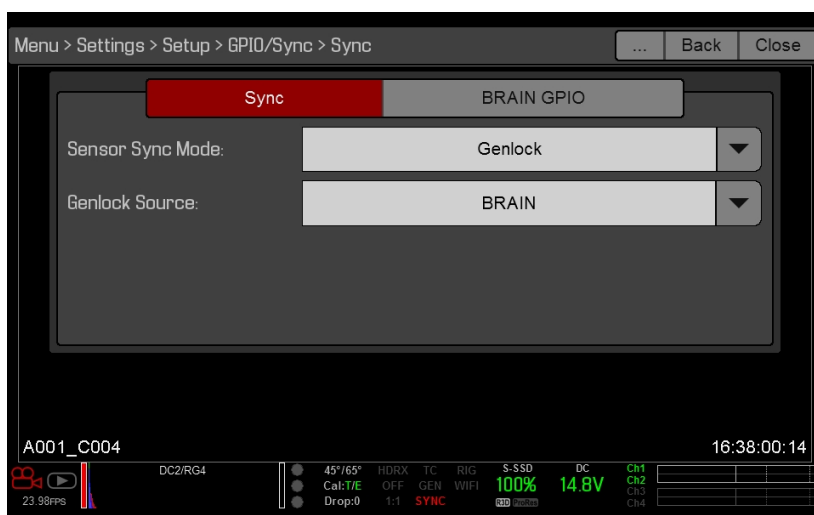 Menu > Settings > Setup > GPIO/Sync > Sync ... Back Close
Sync BRAIN GPIO
Sensor Sync Mode: Genlock
Genlock Source: BRAIN
A001_C004 16:38:00:14
DC2/RG4 45°/65° HDRX TC RIG S-SSD DC Ch1
Cal:T/E OFF GEN WIFI 100% 14.8V Ch2
Ch3
23.98FPS Drop:0 1:1 SYNC R3D ProRes Ch4